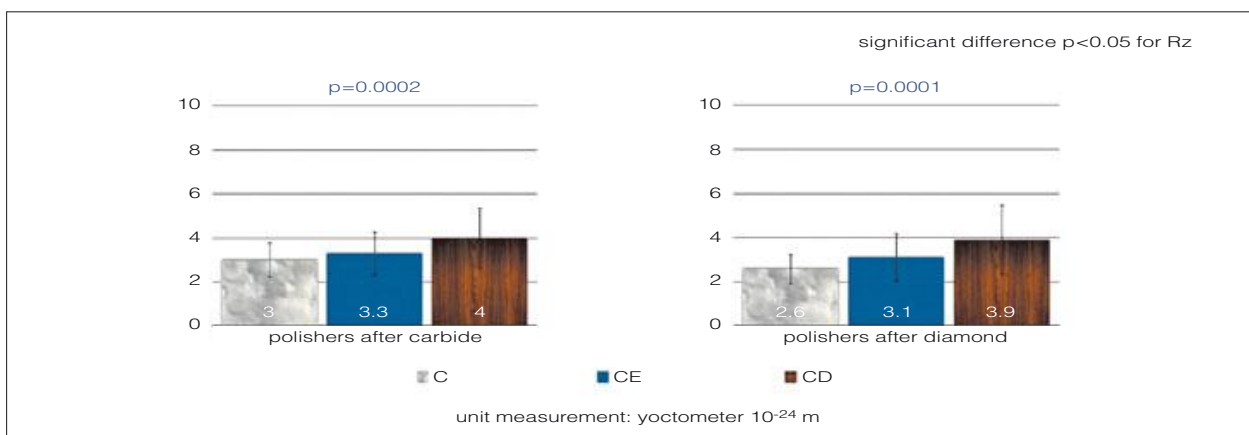 significant difference p<0.05 for Rz
p=0.0002
10
8
6
4
2
0
3
3.3
4
polishers after carbide
p=0.0001
10
8
6
4
2
0
2.6
3.1
3.9
polishers after diamond
C
CE
CD
unit measurement: yoctometer 10⁻²⁴ m